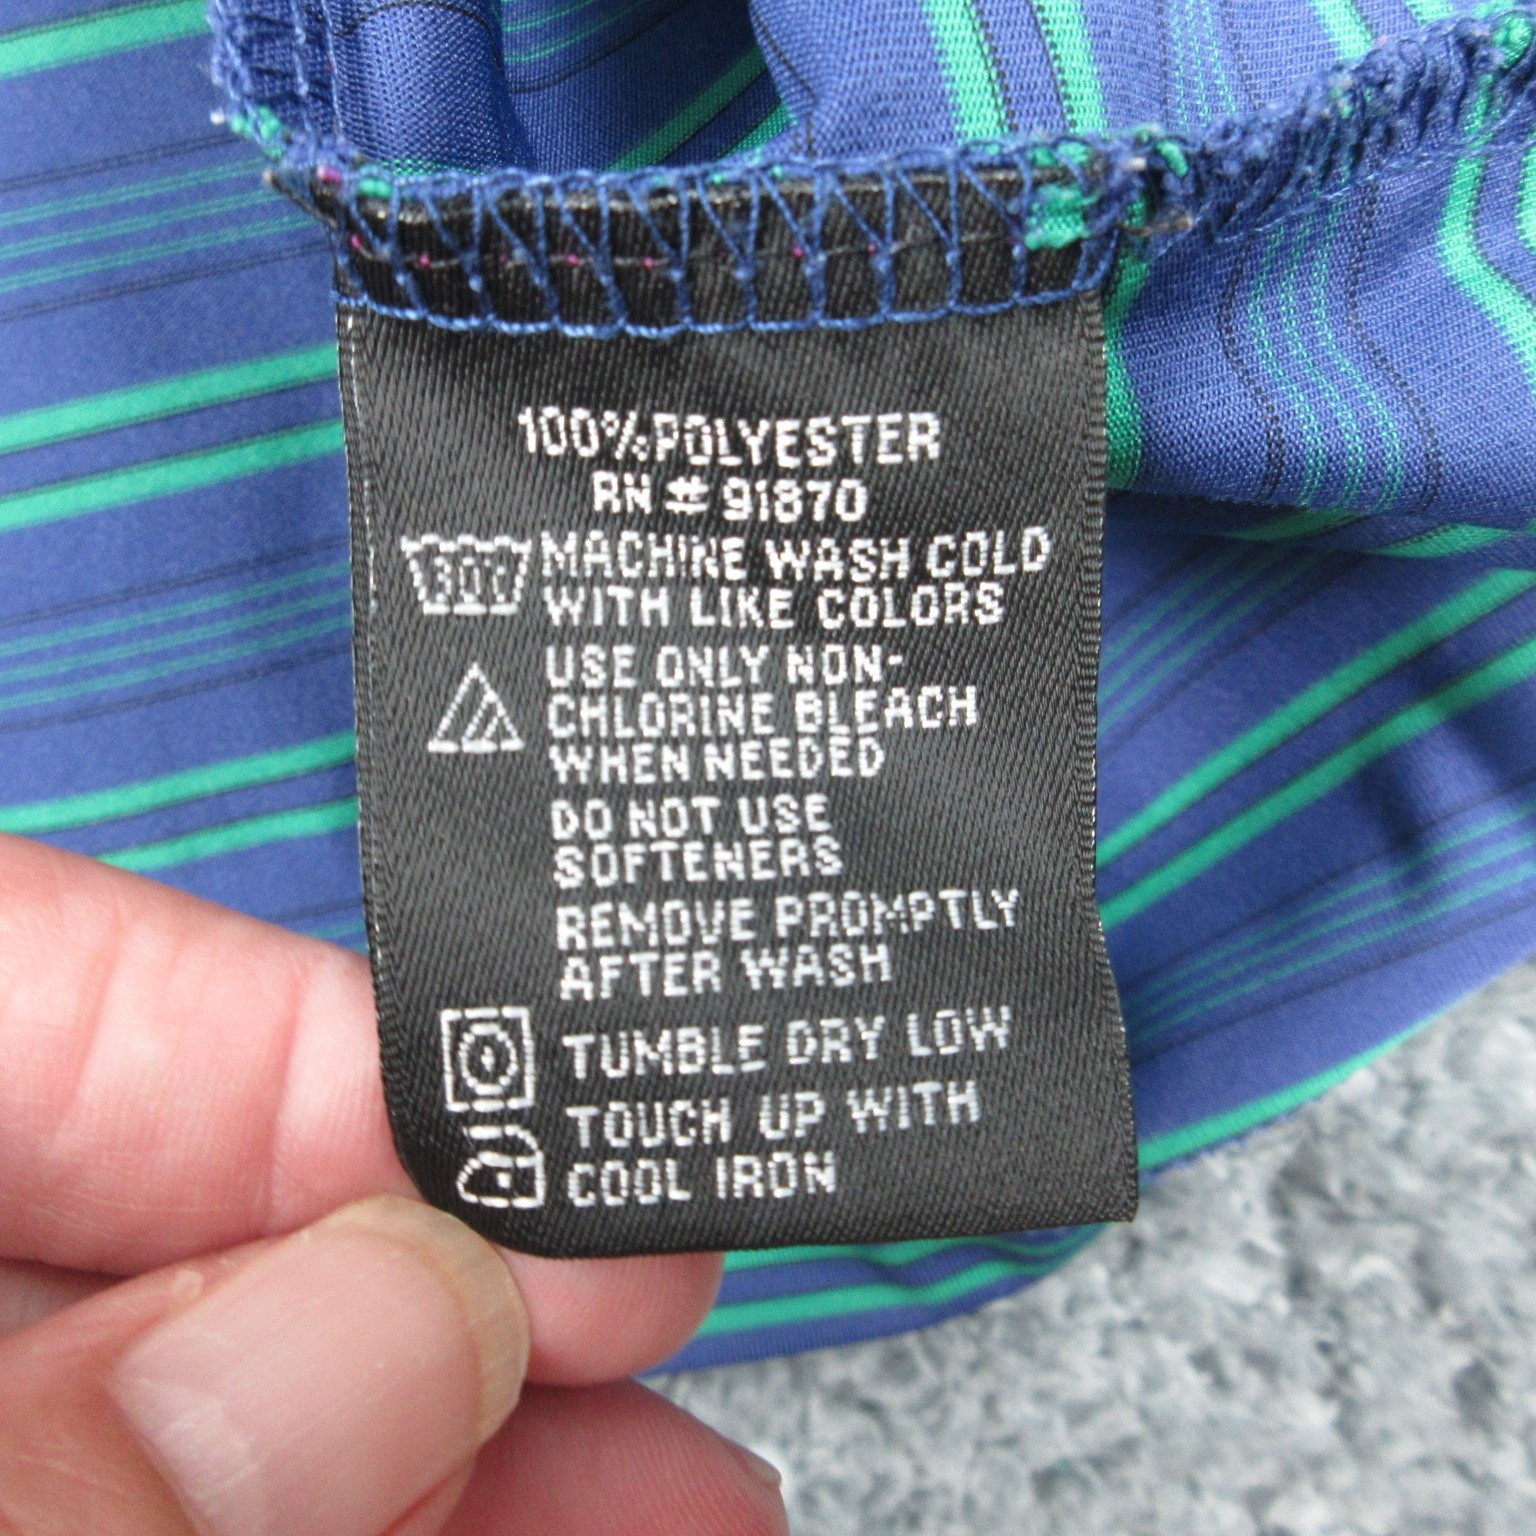 100% POLYESTER
RN # 91870
30°
MACHINE WASH COLD
WITH LIKE COLORS
USE ONLY NON-
CHLORINE BLEACH
WHEN NEEDED
DO NOT USE
SOFTENERS
REMOVE PROMPTLY
AFTER WASH
TUMBLE DRY LOW
TOUCH UP WITH
COOL IRON